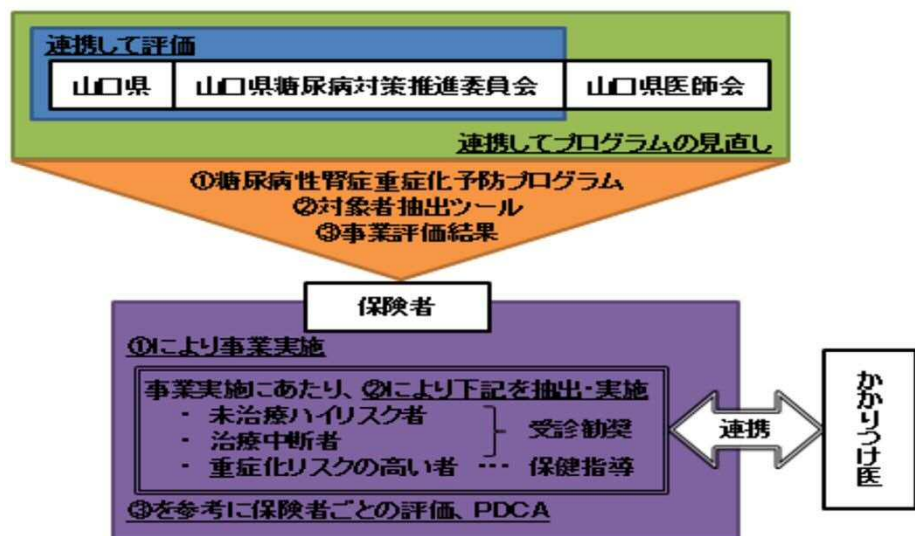 連携して評価
山口県 山口県糖尿病対策推進委員会 山口県医師会
連携してプログラムの見直し
①糖尿病性腎症重症化予防プログラム
②対象者抽出ツール
③事業評価結果
保険者
①により事業実施
事業実施にあたり、②により下記を抽出・実施
・ 未治療ハイリスク者
・ 治療中断者
受診勧奨
・ 重症化リスクの高い者 … 保健指導
③を参考に保険者ごとの評価、PDCA
連携
かかりつけ医